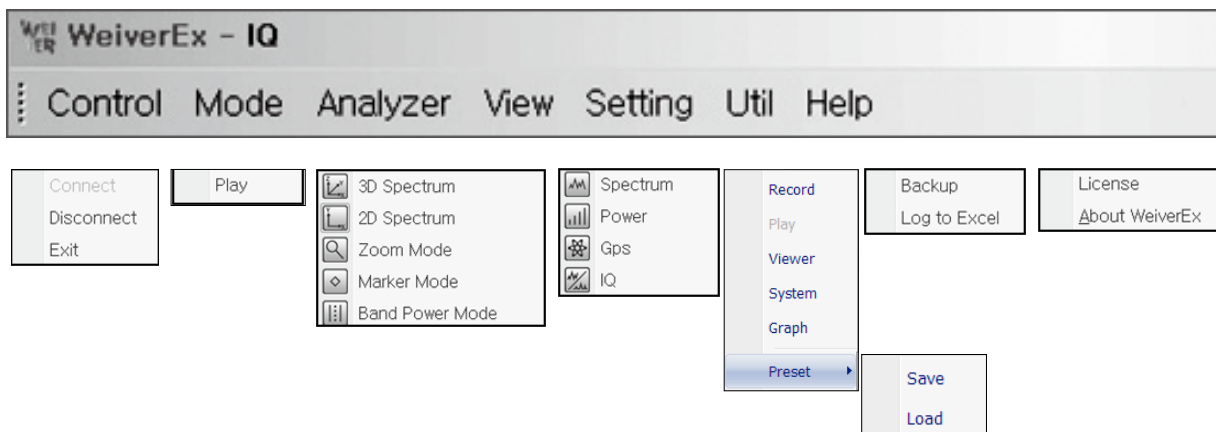 WEI ER WeiverEx - IQ
Control Mode Analyzer View Setting Util Help
Connect
Disconnect
Exit
Play
3D Spectrum
2D Spectrum
Zoom Mode
Marker Mode
Band Power Mode
Spectrum
Power
Gps
IQ
Record
Play
Viewer
System
Graph
Preset
Save
Load
Backup
Log to Excel
License
About WeiverEx